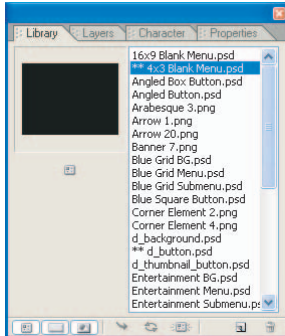 Library Layers Character Properties
16x9 Blank Menu.psd
** 4x3 Blank Menu.psd
Angled Box Button.psd
Angled Button.psd
Arabesque 3.png
Arrow 1.png
Arrow 20.png
Banner 7.png
Blue Grid BG.psd
Blue Grid Menu.psd
Blue Grid Submenu.psd
Blue Square Button.psd
Corner Element 2.png
Corner Element 4.png
d_background.psd
** d_button.psd
d_thumbnail_button.psd
Entertainment BG.psd
Entertainment Menu.psd
Entertainment Submenu.ps